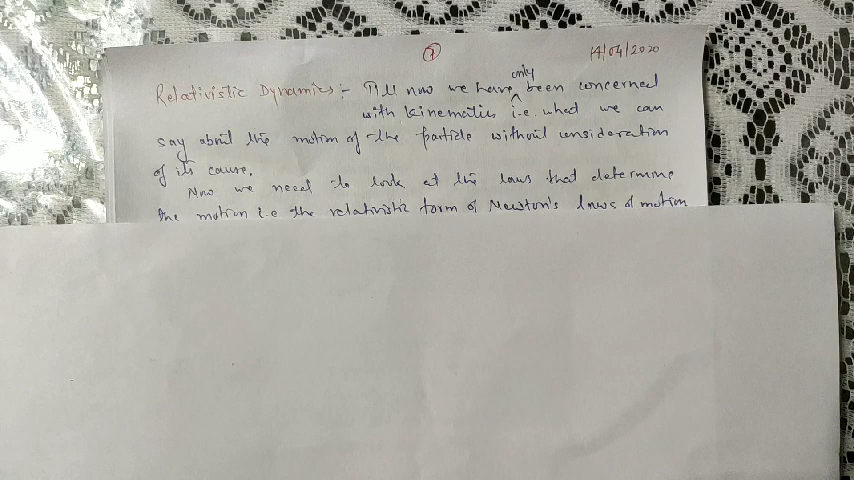 1
14/04/2020
Relativistic Dynamics :- Till now we have only been concerned
with kinematics i.e. what we can
say about the motion of the particle without consideration
of its cause.
Now we need to look at the laws that determine
the motion i.e the relativistic form of Newton's laws of motion